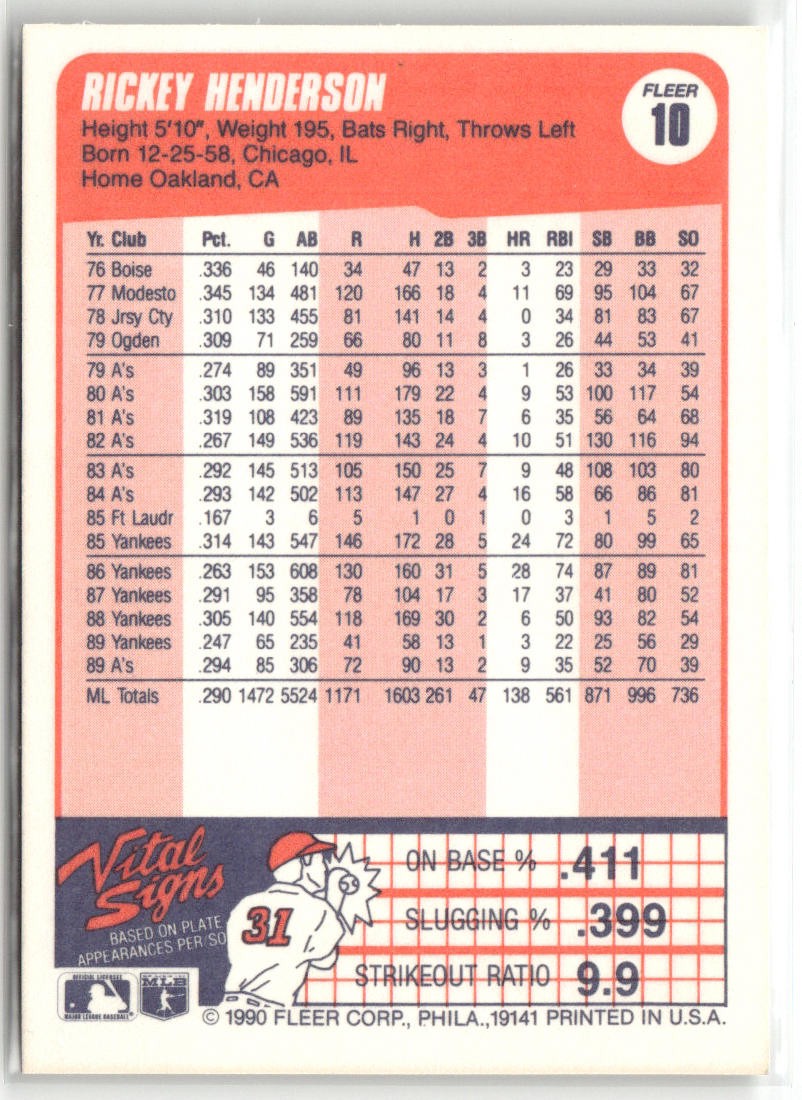 RICKEY HENDERSON
FLEER
10
Height 5'10", Weight 195, Bats Right, Throws Left
Born 12-25-58, Chicago, IL
Home Oakland, CA
Yr. Club Pct. G AB R H 2B 3B HR RBI SB BB SO
76 Boise .336 46 140 34 47 13 2 3 23 29 33 32
77 Modesto .345 134 481 120 166 18 4 11 69 95 104 67
78 Jrsy Cty .310 133 455 81 141 14 4 0 34 81 83 67
79 Ogden .309 71 259 66 80 11 8 3 26 44 53 41
79 A's .274 89 351 49 96 13 3 1 26 33 34 39
80 A's .303 158 591 111 179 22 4 9 53 100 117 54
81 A's .319 108 423 89 135 18 7 6 35 56 64 68
82 A's .267 149 536 119 143 24 4 10 51 130 116 94
83 A's .292 145 513 105 150 25 7 9 48 108 103 80
84 A's .293 142 502 113 147 27 4 16 58 66 86 81
85 Ft Laudr .167 3 6 5 1 0 1 0 3 1 5 2
85 Yankees .314 143 547 146 172 28 5 24 72 80 99 65
86 Yankees .263 153 608 130 160 31 5 28 74 87 89 81
87 Yankees .291 95 358 78 104 17 3 17 37 41 80 52
88 Yankees .305 140 554 118 169 30 2 6 50 93 82 54
89 Yankees .247 65 235 41 58 13 1 3 22 25 56 29
89 A's .294 85 306 72 90 13 2 9 35 52 70 39
ML Totals .290 1472 5524 1171 1603 261 47 138 561 871 996 736
Vital
Signs
BASED ON PLATE
APPEARANCES PER/SO
31
ON BASE % .411
SLUGGING % .399
STRIKEOUT RATIO 9.9
OFFICIAL LICENSEE
MAJOR LEAGUE BASEBALL
MLB
© 1990 FLEER CORP., PHILA.,19141 PRINTED IN U.S.A.